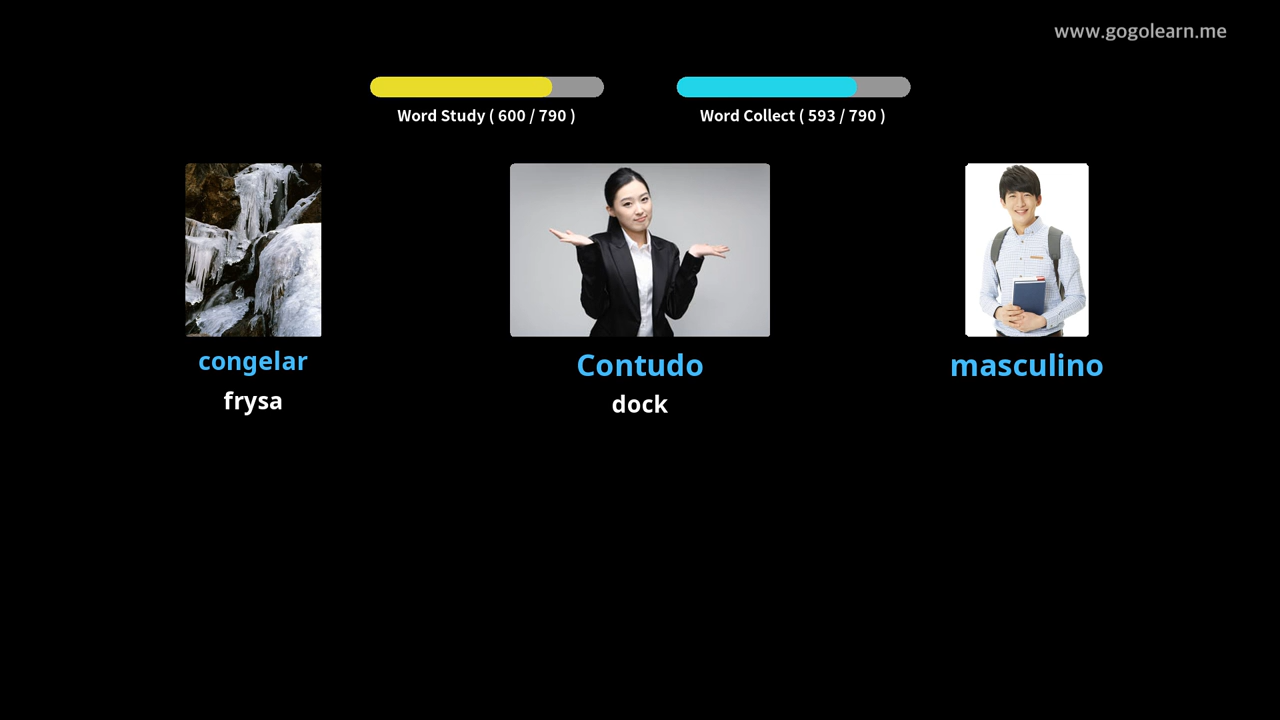 www.gogolearn.me
Word Study ( 600 / 790 )
Word Collect ( 593 / 790 )
congelar
frysa
Contudo
dock
masculino